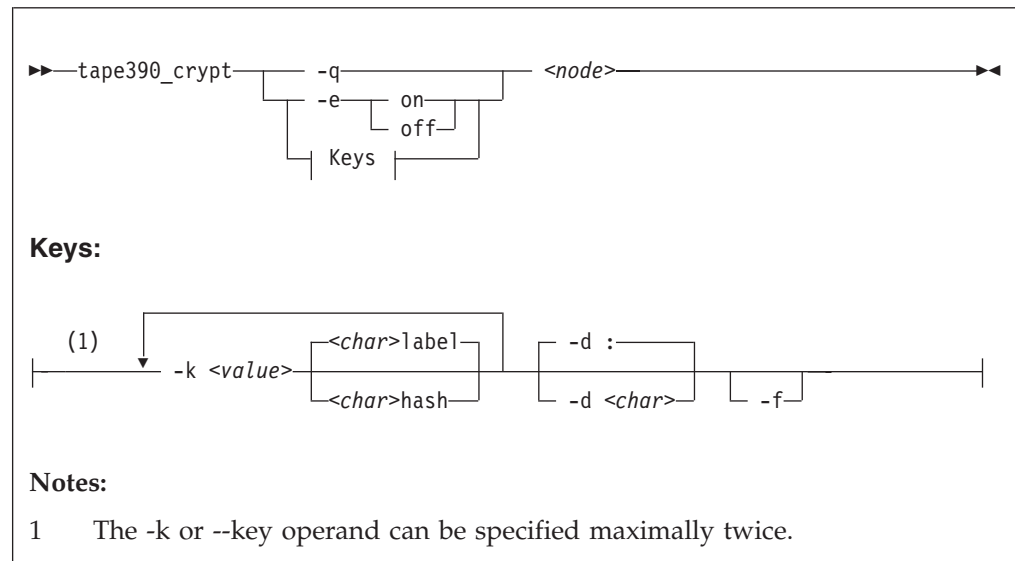 tape390_crypt -q <node>
-e on
off
Keys
Keys:
(1)
<char>label -d :
-k <value>
<char>hash -d <char> -f
Notes:
1 The -k or --key operand can be specified maximally twice.